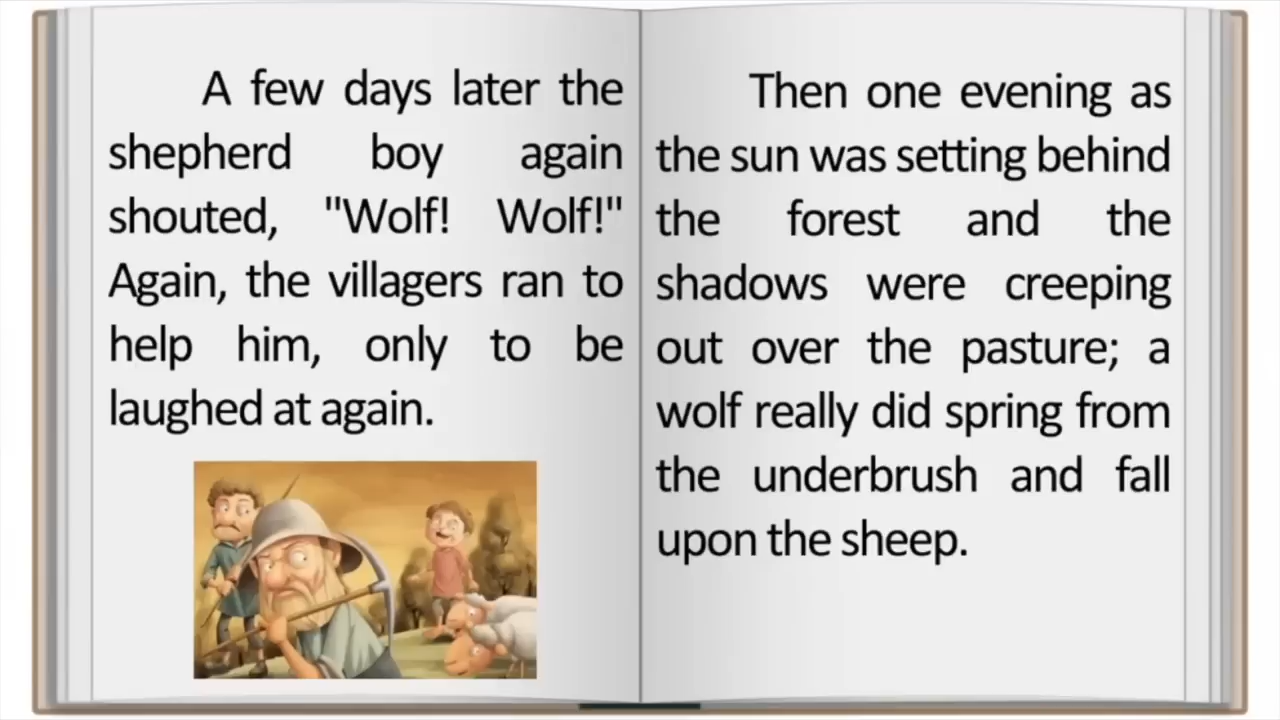 A few days later the
shepherd boy again
shouted, "Wolf! Wolf!"
Again, the villagers ran to
help him, only to be
laughed at again.
Then one evening as
the sun was setting behind
the forest and the
shadows were creeping
out over the pasture; a
wolf really did spring from
the underbrush and fall
upon the sheep.